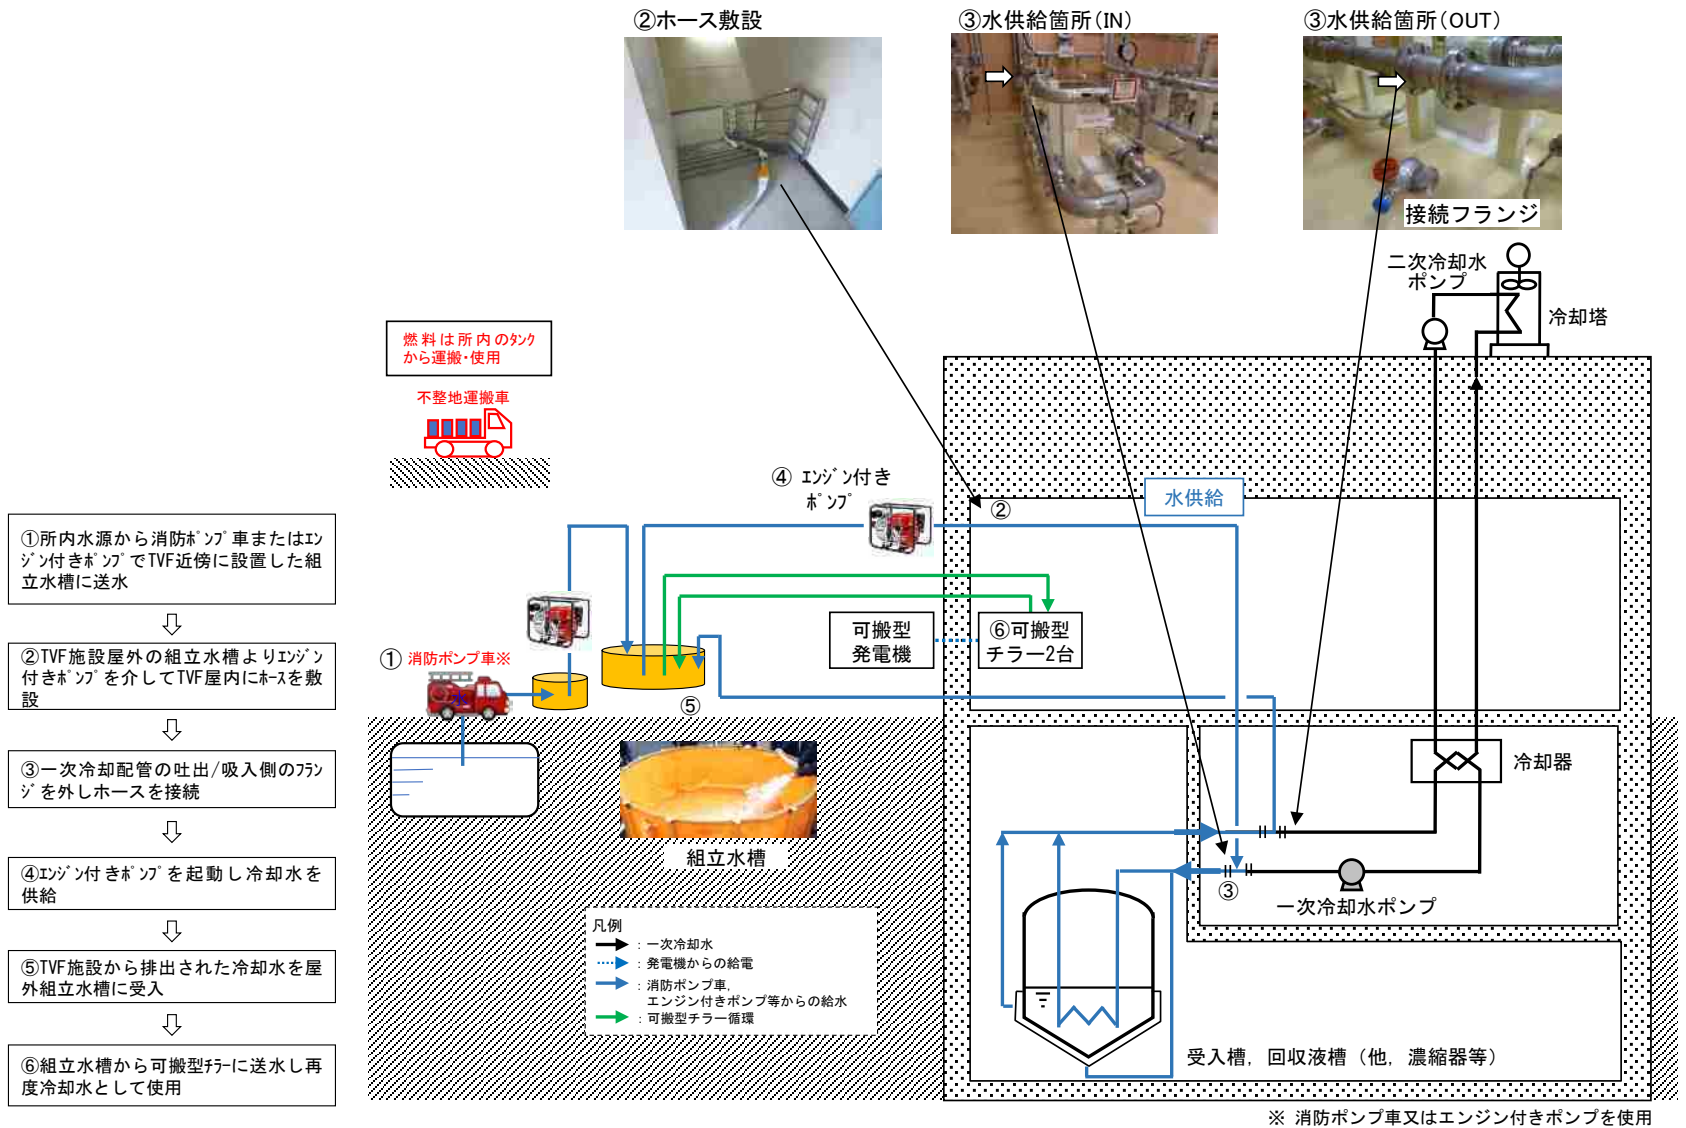 ②ホース敷設
③水供給箇所(IN)
③水供給箇所(OUT)
接続フランジ
二次冷却水
ポンプ
冷却塔
燃料は所内のﾀﾝｸ
から運搬・使用
不整地運搬車
④ ｴﾝｼﾞﾝ付き
ﾎﾟﾝﾌﾟ
②
水供給
①所内水源から消防ﾎﾟﾝﾌﾟ車またはｴﾝ
ｼﾞﾝ付きﾎﾟﾝﾌﾟでTVF近傍に設置した組
立水槽に送水
②TVF施設屋外の組立水槽よりｴﾝｼﾞﾝ
付きﾎﾟﾝﾌﾟを介してTVF屋内にﾎｰｽを敷
設
③一次冷却配管の吐出/吸入側のﾌﾗﾝ
ｼﾞを外しホースを接続
④ｴﾝｼﾞﾝ付きﾎﾟﾝﾌﾟを起動し冷却水を
供給
⑤TVF施設から排出された冷却水を屋
外組立水槽に受入
⑥組立水槽から可搬型ﾁﾗｰに送水し再
度冷却水として使用
① 消防ポンプ車※
水
可搬型
発電機
⑥可搬型
チラー2台
⑤
組立水槽
冷却器
③
一次冷却水ポンプ
凡例
：一次冷却水
：発電機からの給電
：消防ポンプ車，
エンジン付きポンプ等からの給水
：可搬型チラー循環
受入槽，回収液槽（他，濃縮器等）
※ 消防ポンプ車又はエンジン付きポンプを使用